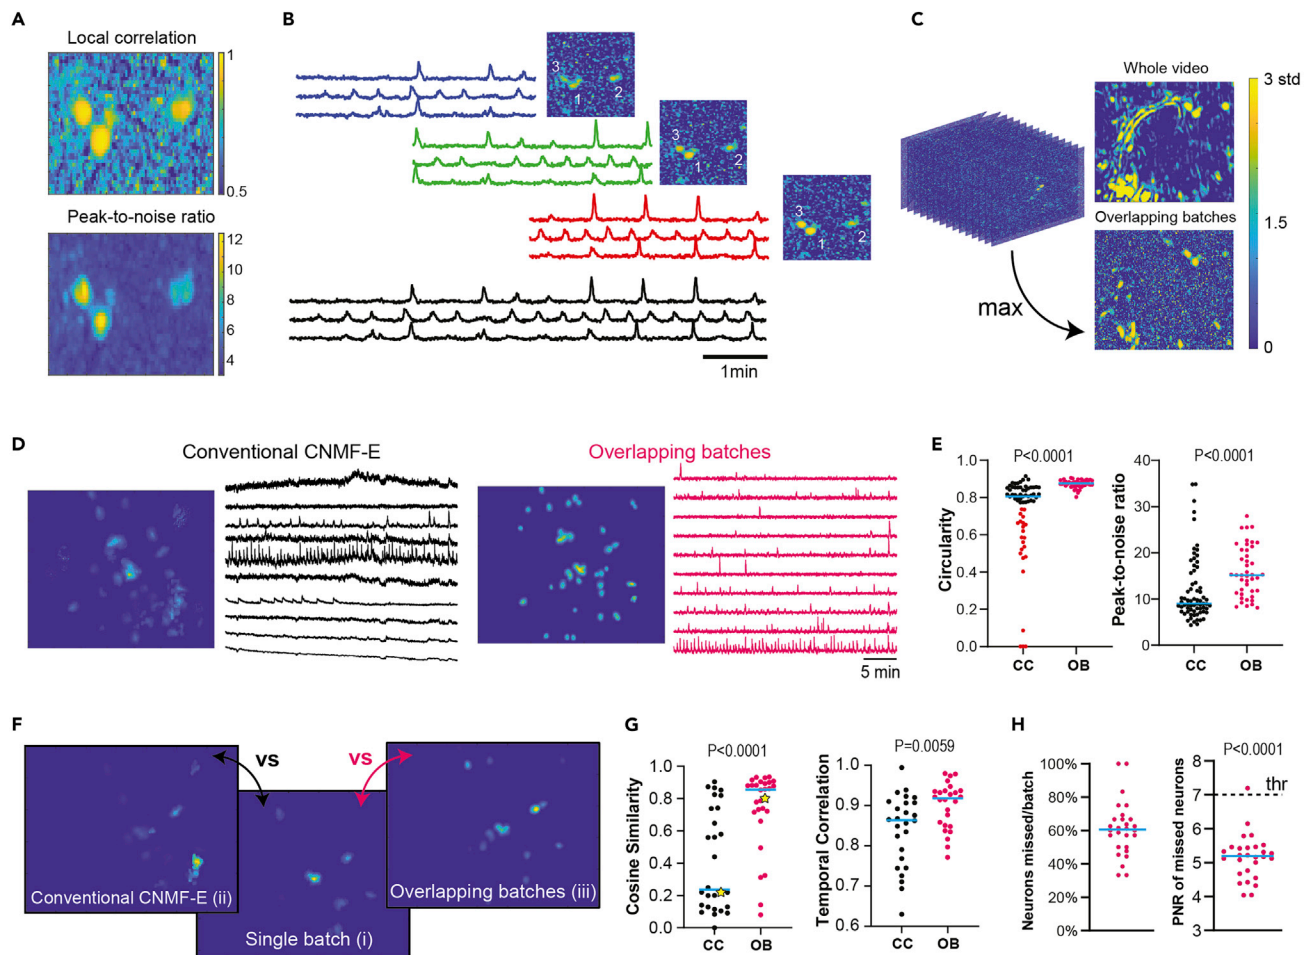 A
Local correlation
1
0.5
Peak-to-noise ratio
12
10
8
6
4
B
3
1
2
3
1
2
3
1
2
1min
C
Whole video
Overlapping batches
max
3 std
1.5
0
D
Conventional CNMF-E
Overlapping batches
5 min
E
P<0.0001
Circularity
1.0
0.8
0.6
0.4
0.2
0.0
CC
OB
P<0.0001
Peak-to-noise ratio
40
30
20
10
0
CC
OB
F
vs
vs
Conventional CNMF-E (ii)
Single batch (i)
Overlapping batches (iii)
G
P<0.0001
Cosine Similarity
1.0
0.8
0.6
0.4
0.2
0.0
CC
OB
P=0.0059
Temporal Correlation
1.0
0.9
0.8
0.7
0.6
CC
OB
H
Neurons missed/batch
100%
80%
60%
40%
20%
0%
P<0.0001
PNR of missed neurons
8
7
6
5
4
3
thr